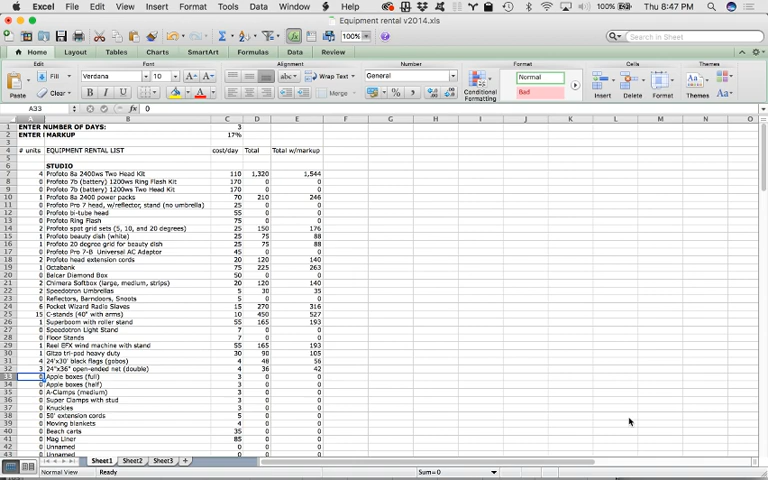 Excel File Edit View Insert Format Tools Data Window Help 100% Thu 8:47 PM
Equipment rental v2014.xls
100% Search in Sheet
Home Layout Tables Charts SmartArt Formulas Data Review
Edit Font Alignment Number Format Cells Themes
Fill Verdana 10 abc Wrap Text General Normal
Paste Clear B I U Merge % Conditional Formatting Bad Insert Delete Format Themes Aa
A33 fx 0
A B C D E F G H I J K L M N
1 ENTER NUMBER OF DAYS: 3
2 ENTER MARKUP 17%
3
4 # units EQUIPMENT RENTAL LIST cost/day Total Total w/markup
5
6 STUDIO
7 4 Profoto 8a 2400ws Two Head Kit 110 1,320 1,544
8 0 Profoto 7b (battery) 1200ws Ring Flash Kit 170 0 0
9 0 Profoto 7b (battery) 1200ws Two Head Kit 170 0 0
10 1 Profoto 8a 2400 power packs 70 210 246
11 0 Profoto Pro 7 head, w/reflector, stand (no umbrella) 25 0 0
12 0 Profoto bi-tube head 55 0 0
13 0 Profoto Ring Flash 75 0 0
14 2 Profoto spot grid sets (5, 10, and 20 degrees) 25 150 176
15 1 Profoto beauty dish (white) 25 75 88
16 1 Profoto 20 degree grid for beauty dish 25 75 88
17 0 Profoto Pro 7-B Universal AC Adaptor 45 0 0
18 2 Profoto head extension cords 20 120 140
19 1 Octabank 75 225 263
20 0 Balcar Diamond Box 50 0 0
21 2 Chimera Softbox (large, medium, strips) 20 120 140
22 2 Speedotron Umbrellas 5 30 35
23 0 Reflectors, Barndoors, Snoots 5 0 0
24 6 Pocket Wizard Radio Slaves 15 270 316
25 15 C-stands (40" with arms) 10 450 527
26 1 Superboom with roller stand 55 165 193
27 0 Speedotron Light Stand 7 0 0
28 0 Floor Stands 7 0 0
29 1 Reel EFX wind machine with stand 55 165 193
30 1 Gitzo tri-pod heavy duty 30 90 105
31 4 24'x30' black flags (gobos) 4 48 56
32 3 24"x36" open-ended net (double) 4 36 42
33 0 Apple boxes (full) 3 0 0
34 0 Apple boxes (half) 3 0 0
35 0 A-Clamps (medium) 3 0 0
36 0 Super Clamps with stud 3 0 0
37 0 Knuckles 3 0 0
38 0 50' extension cords 5 0 0
39 0 Moving blankets 4 0 0
40 0 Beach carts 35 0 0
41 0 Mag Liner 85 0 0
42 0 Unnamed 0 0 0
43 0 Unnamed 0 0 0
Sheet1 Sheet2 Sheet3 +
Normal View Ready Sum=0